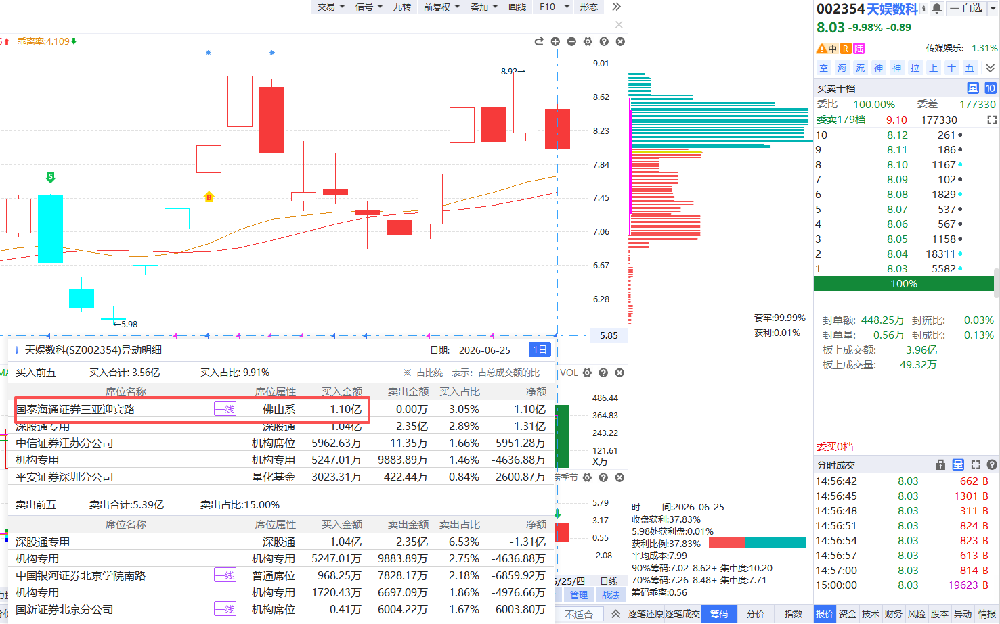 交易 信号 九转 前复权 叠加 画线 F10 形态
002354 天娱数科 自选
8.03 -9.98% -0.89
乖离率:4.109
中 R 陆 传媒娱乐: -1.31%
空 海 流 神 神 拉 上 十 五
8.92
5.98
S
B
9.01
8.62
8.23
7.84
7.45
7.06
6.67
6.28
5.85
买卖十档 量 10
委比 -100.00% 委差 -177330
委卖179档 9.10 177330
10 8.12 261
9 8.11 186
8 8.10 1167
7 8.09 102
6 8.08 1829
5 8.07 537
4 8.06 567
3 8.05 1158
2 8.04 18311
1 8.03 5582
100%
封单额: 448.25万 封流比: 0.03%
封单量: 0.56万 封成比: 0.13%
板上成交额: 3.96亿
板上成交量: 49.32万
套牢:99.99%
获利:0.01%
天娱数科(SZ002354)异动明细 日期: 2026-06-25 1日
买入前五 买入合计: 3.56亿 买入占比: 9.91% ※ 占比统一表示：占总成交额的比
席位名称 席位属性 买入金额 卖出金额 买入占比 净额
国泰海通证券三亚迎宾路 一线 佛山系 1.10亿 0.00万 3.05% 1.10亿
深股通专用 深股通 1.04亿 2.35亿 2.89% -1.31亿
中信证券江苏分公司 机构席位 5962.63万 11.35万 1.66% 5951.28万
机构专用 机构专用 5247.01万 9883.89万 1.46% -4636.88万
平安证券深圳分公司 量化基金 3023.31万 422.44万 0.84% 2600.87万
卖出前五 卖出合计:5.39亿 卖出占比:15.00%
席位名称 席位属性 买入金额 卖出金额 卖出占比 净额
深股通专用 深股通 1.04亿 2.35亿 6.53% -1.31亿
机构专用 机构专用 5247.01万 9883.89万 2.75% -4636.88万
中国银河证券北京学院南路 一线 普通席位 968.25万 7828.17万 2.18% -6859.92万
机构专用 机构专用 1720.43万 6697.09万 1.86% -4976.66万
国新证券北京分公司 一线 0.41万 6004.22万 1.67% -6003.80万
VOL
486.44
364.83
243.22
121.61
X万
季节
5.79
3.17
0.55
-2.08
5/25/四 日线
管理 战法
不适合
时 间:2026-06-25
收盘获利:37.83%
5.98处获利盘:0.01%
获利比例:37.83%
平均成本:7.99
90%筹码:7.02-8.62+ 集中度:10.20
70%筹码:7.26-8.48+ 集中度:7.71
筹码乖离:0.56
逐笔还原 逐笔成交 筹码 分价 指数
委买0档 - -
分时成交 量
14:56:42 8.03 662 B
14:56:45 8.03 1301 B
14:56:48 8.03 311 B
14:56:51 8.03 824 B
14:56:54 8.03 823 B
14:56:57 8.03 613 B
14:57:00 8.03 814 B
15:00:00 8.03 19623 B
报价 资金 技术 财务 风险 股本 异动 情报